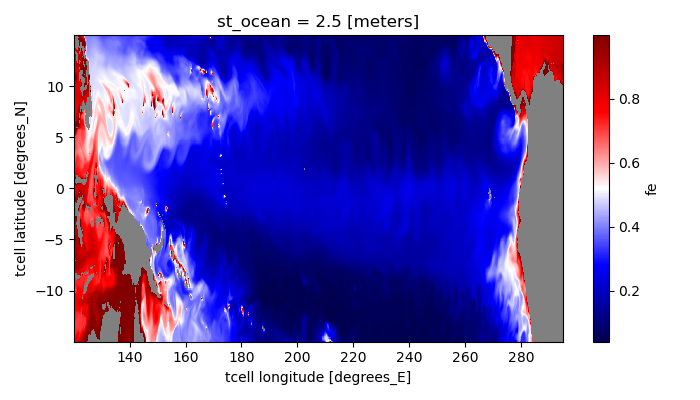 st_ocean = 2.5 [meters]
10
5
0
−5
−10
tcell latitude [degrees_N]
140 160 180 200 220 240 260 280
tcell longitude [degrees_E]
0.8
0.6
0.4
0.2
fe